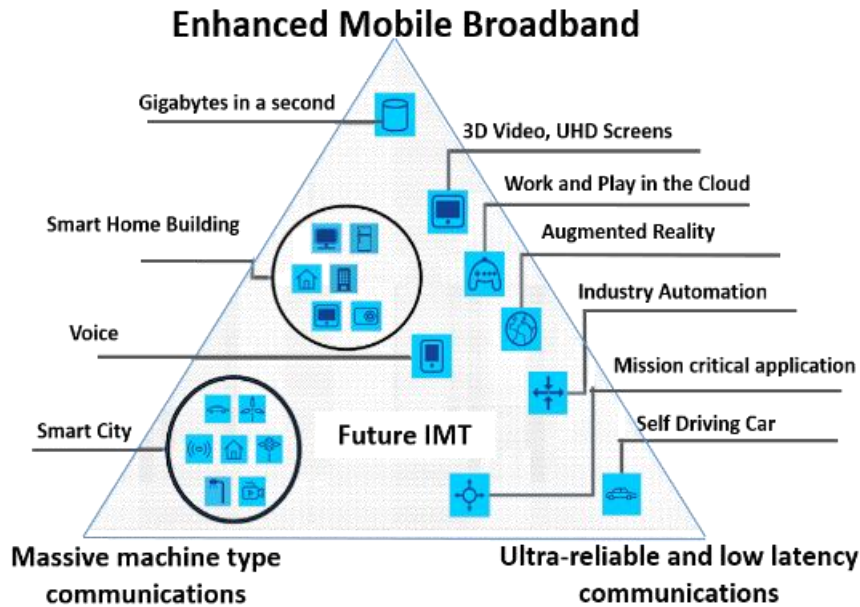 Enhanced Mobile Broadband
Gigabytes in a second
3D Video, UHD Screens
Work and Play in the Cloud
Smart Home Building
Augmented Reality
Industry Automation
Voice
Mission critical application
Smart City
Future IMT
Self Driving Car
Massive machine type
communications
Ultra-reliable and low latency
communications